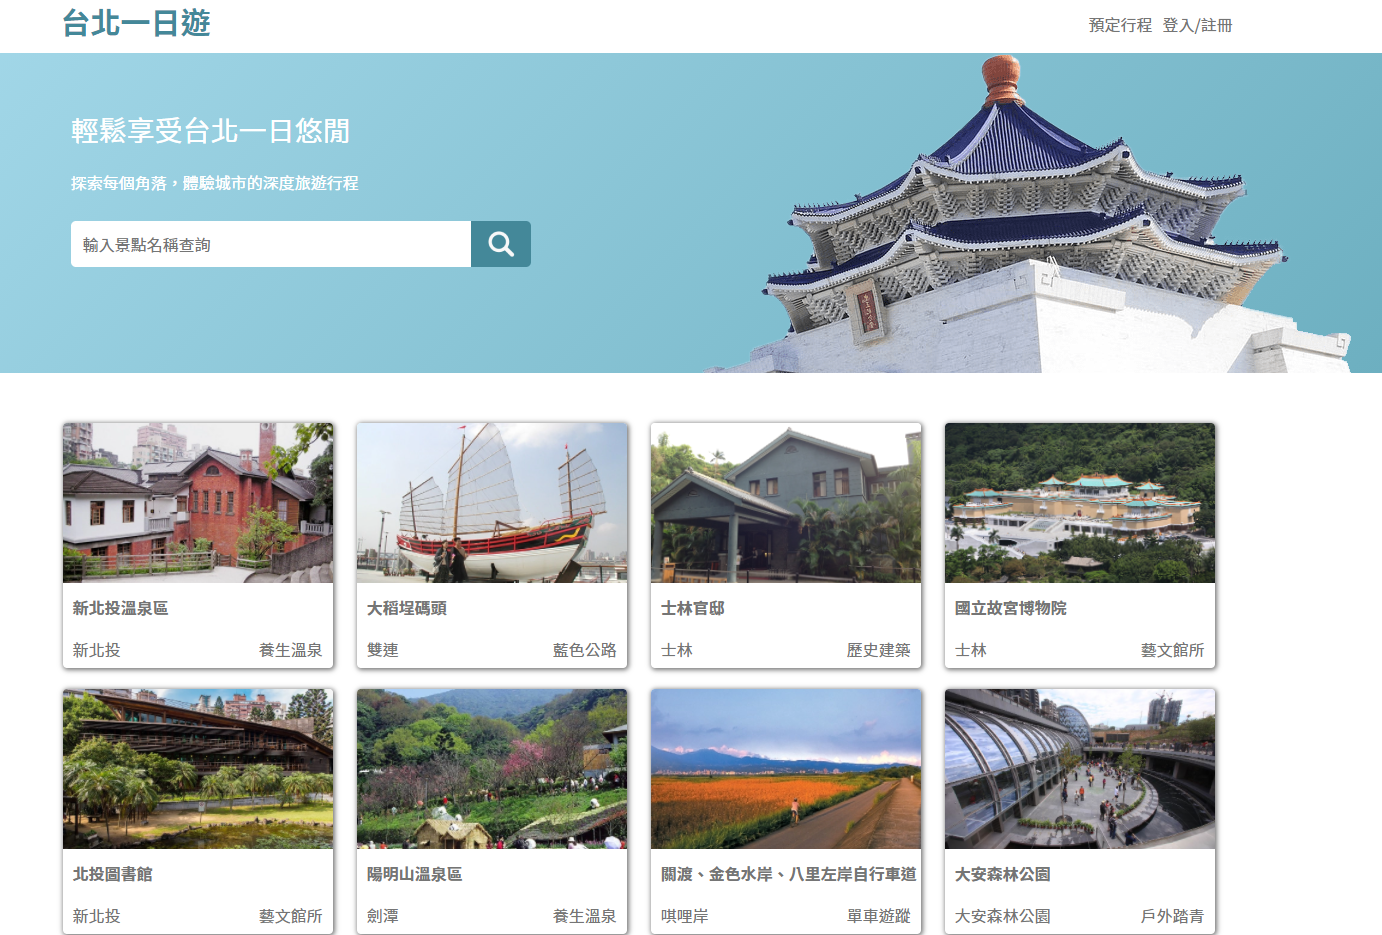 台北一日遊
預定行程 登入/註冊
輕鬆享受台北一日悠閒
探索每個角落，體驗城市的深度旅遊行程
輸入景點名稱查詢
新北投溫泉區
新北投 養生溫泉
大稻埕碼頭
雙連 藍色公路
士林官邸
士林 歷史建築
國立故宮博物院
士林 藝文館所
北投圖書館
新北投 藝文館所
陽明山溫泉區
劍潭 養生溫泉
關渡、金色水岸、八里左岸自行車道
唭哩岸 單車遊蹤
大安森林公園
大安森林公園 戶外踏青